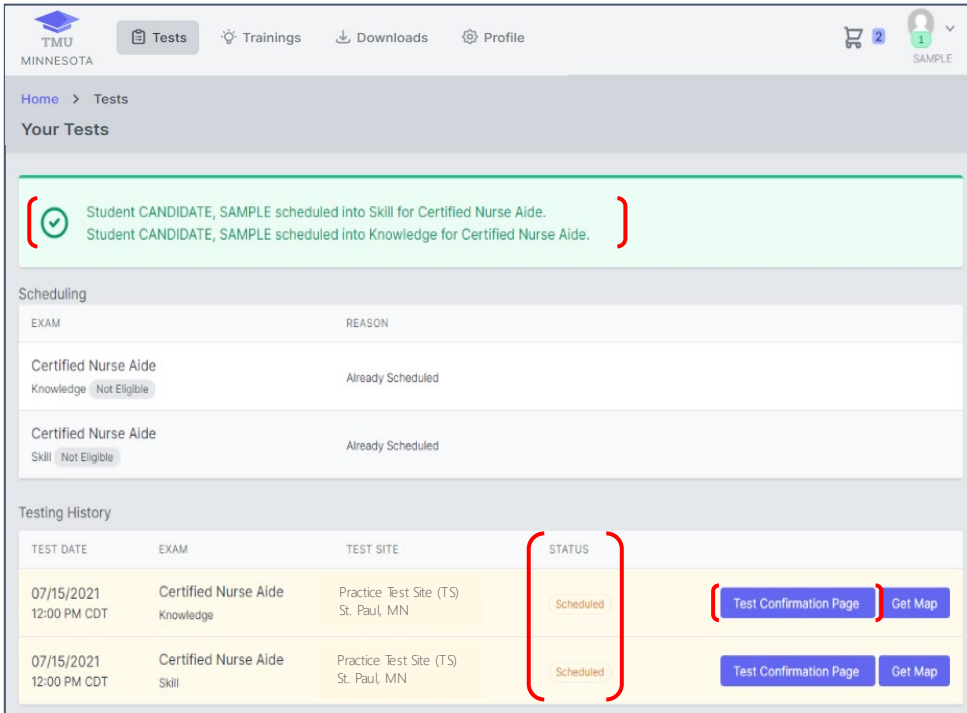 TMU
MINNESOTA
Tests
Trainings
Downloads
Profile
2
1
SAMPLE
Home > Tests
Your Tests
Student CANDIDATE, SAMPLE scheduled into Skill for Certified Nurse Aide.
Student CANDIDATE, SAMPLE scheduled into Knowledge for Certified Nurse Aide.
Scheduling
EXAM REASON
Certified Nurse Aide
Knowledge Not Eligible
Already Scheduled
Certified Nurse Aide
Skill Not Eligible
Already Scheduled
Testing History
TEST DATE EXAM TEST SITE STATUS
07/15/2021
12:00 PM CDT
Certified Nurse Aide
Knowledge
Practice Test Site (TS)
St. Paul, MN
Scheduled
Test Confirmation Page
Get Map
07/15/2021
12:00 PM CDT
Certified Nurse Aide
Skill
Practice Test Site (TS)
St. Paul, MN
Scheduled
Test Confirmation Page
Get Map